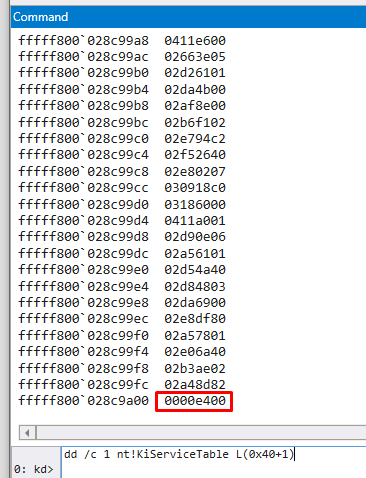 Command
fffff800`028c99a8  0411e600
fffff800`028c99ac  02663e05
fffff800`028c99b0  02d26101
fffff800`028c99b4  02da4b00
fffff800`028c99b8  02af8e00
fffff800`028c99bc  02b6f102
fffff800`028c99c0  02e794c2
fffff800`028c99c4  02f52640
fffff800`028c99c8  02e80207
fffff800`028c99cc  030918c0
fffff800`028c99d0  03186000
fffff800`028c99d4  0411a001
fffff800`028c99d8  02d90e06
fffff800`028c99dc  02a56101
fffff800`028c99e0  02d54a40
fffff800`028c99e4  02d84803
fffff800`028c99e8  02da6900
fffff800`028c99ec  02e8df80
fffff800`028c99f0  02a57801
fffff800`028c99f4  02e06a40
fffff800`028c99f8  02b3ae02
fffff800`028c99fc  02a48d82
fffff800`028c9a00  0000e400
dd /c 1 nt!KiServiceTable L(0x40+1)
0: kd>